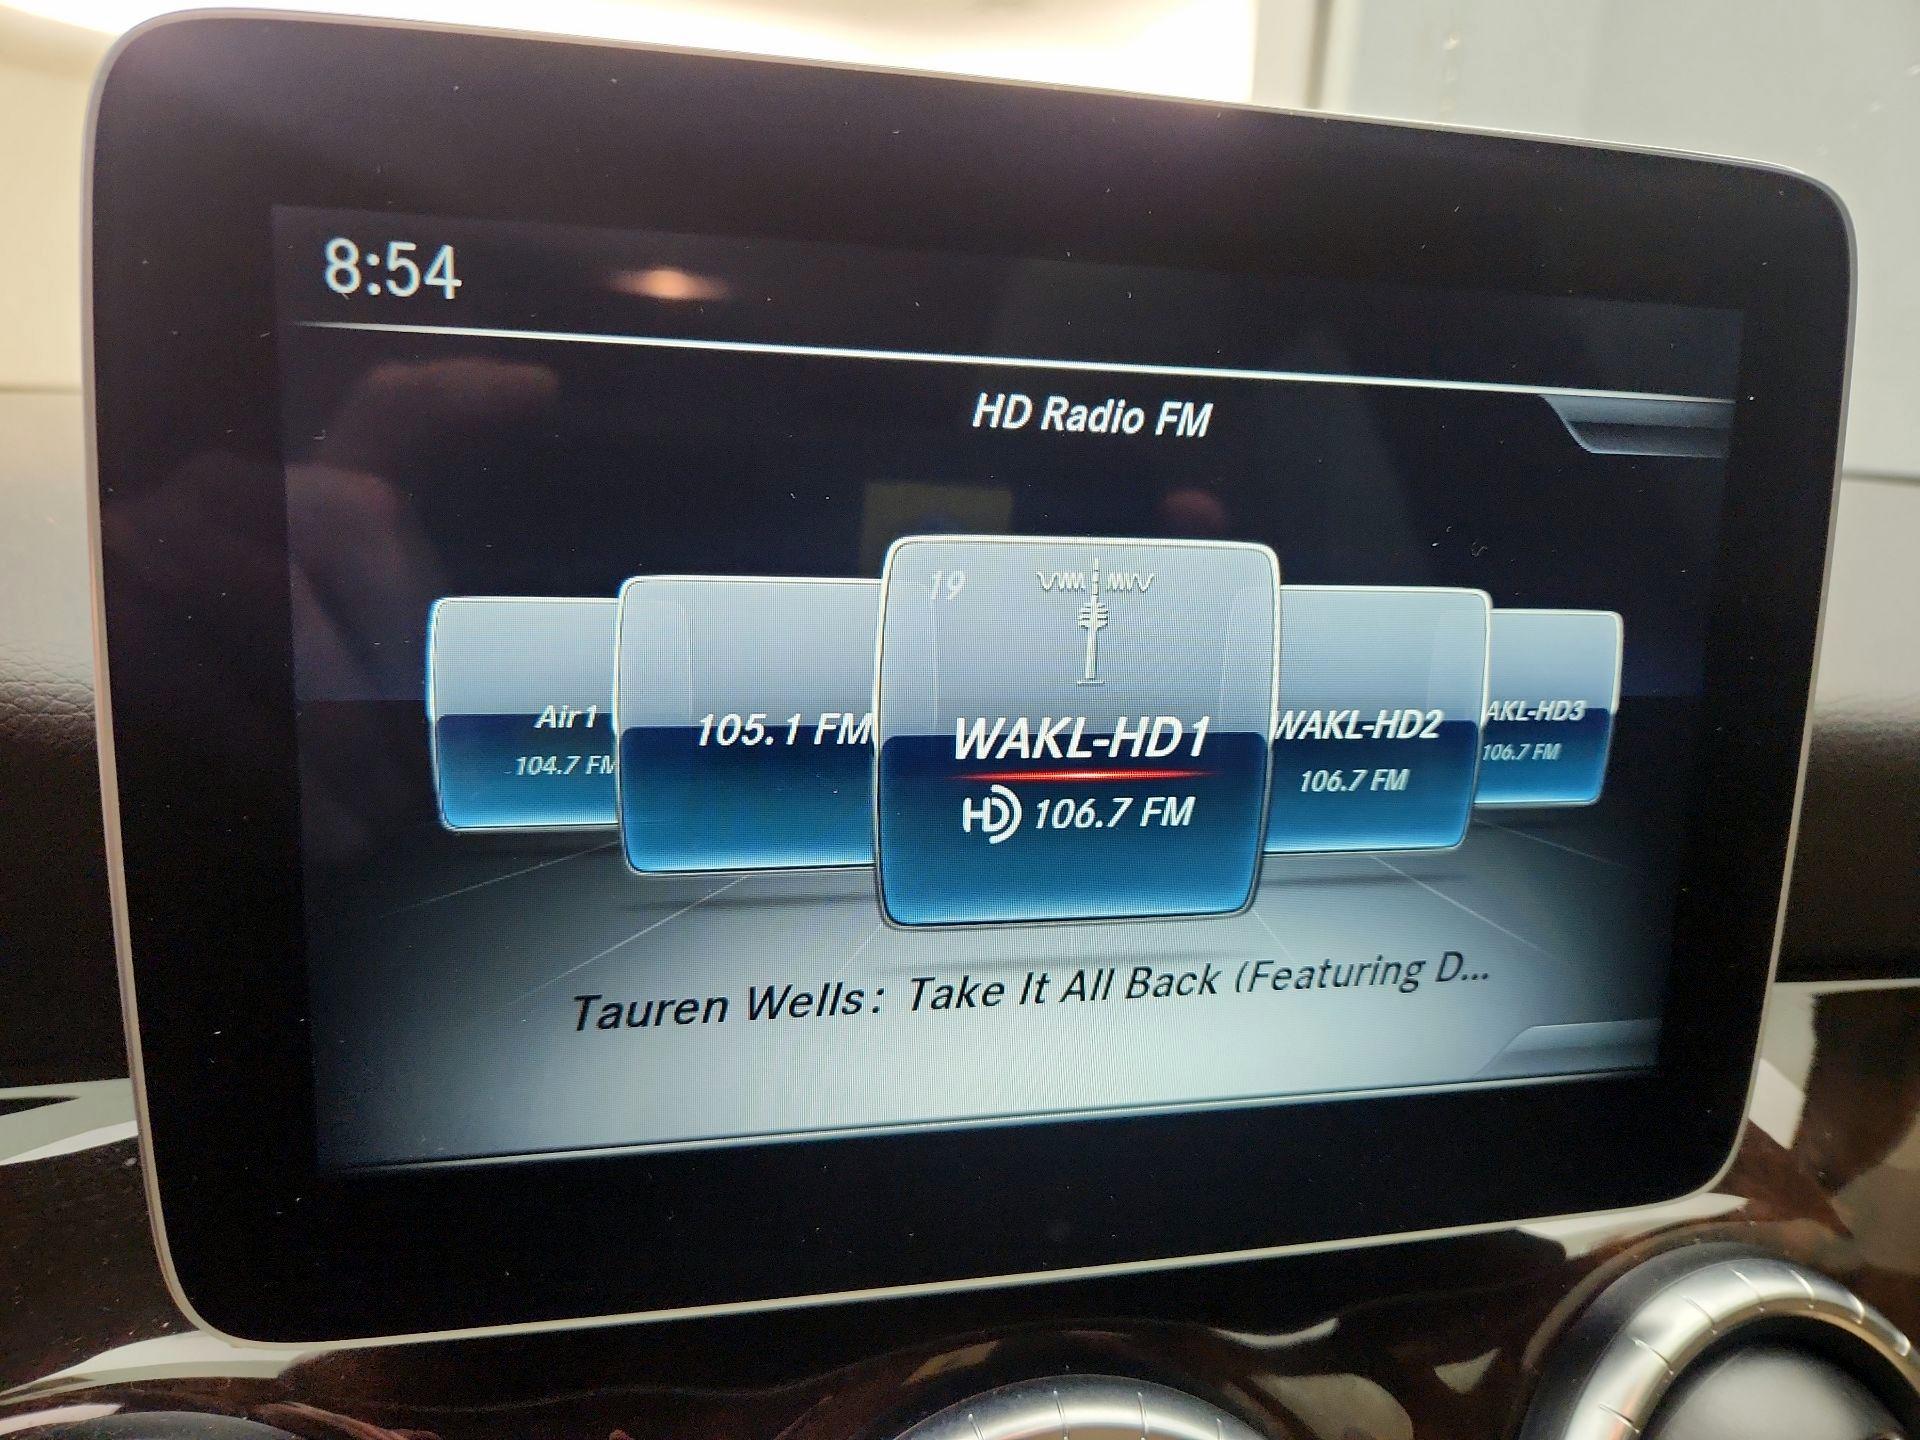 8:54
HD Radio FM
19
Air1
104.7 FM
105.1 FM
WAKL-HD1
HD 106.7 FM
WAKL-HD2
106.7 FM
AKL-HD3
106.7 FM
Tauren Wells: Take It All Back (Featuring D...